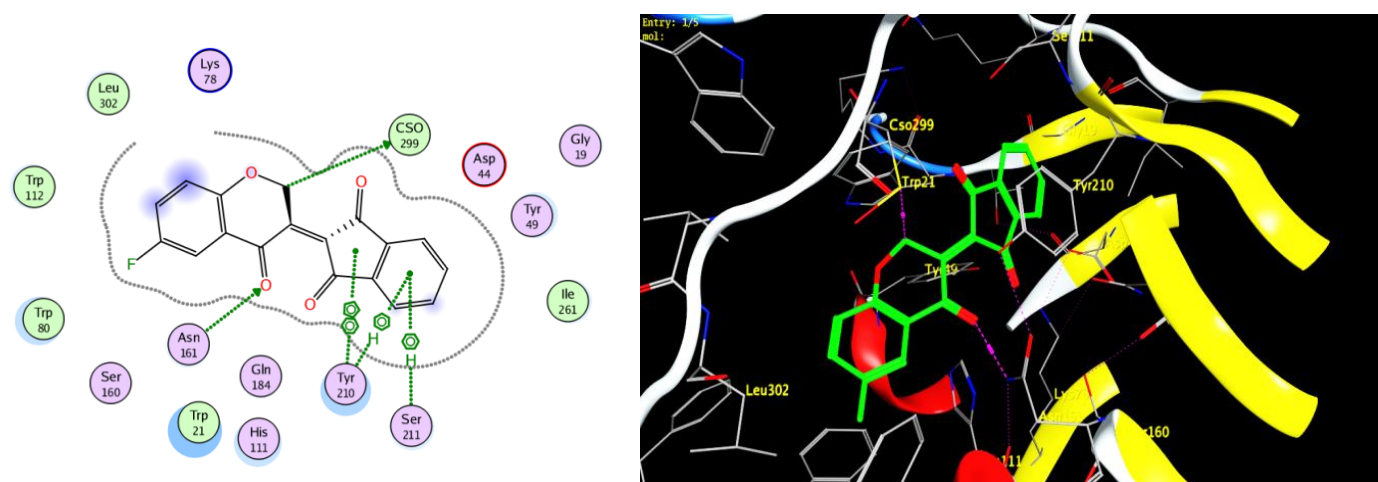 Lys
78
Leu
302
CSO
299
Gly
19
Asp
44
Trp
112
O
O
Tyr
49
F
O
O
Trp
80
Ile
261
Asn
161
H
H
Ser
160
Gln
184
Tyr
210
Trp
21
His
111
Ser
211
Entry: 1/5
mol:
Cso299
Trp21
Tyr210
Leu302